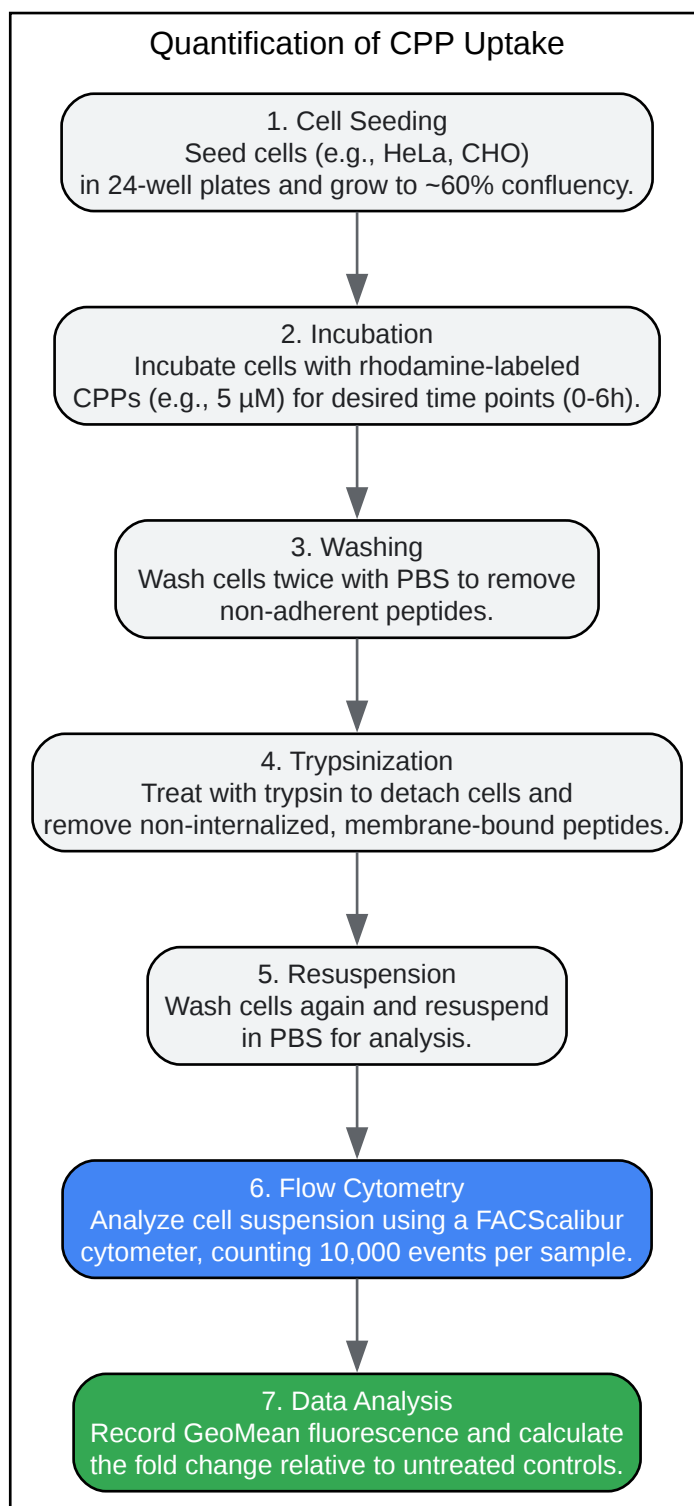 Quantification of CPP Uptake
1. Cell Seeding
Seed cells (e.g., HeLa, CHO)
in 24-well plates and grow to ~60% confluency.
2. Incubation
Incubate cells with rhodamine-labeled
CPPs (e.g., 5 µM) for desired time points (0-6h).
3. Washing
Wash cells twice with PBS to remove
non-adherent peptides.
4. Trypsinization
Treat with trypsin to detach cells and
remove non-internalized, membrane-bound peptides.
5. Resuspension
Wash cells again and resuspend
in PBS for analysis.
6. Flow Cytometry
Analyze cell suspension using a FACScalibur
cytometer, counting 10,000 events per sample.
7. Data Analysis
Record GeoMean fluorescence and calculate
the fold change relative to untreated controls.